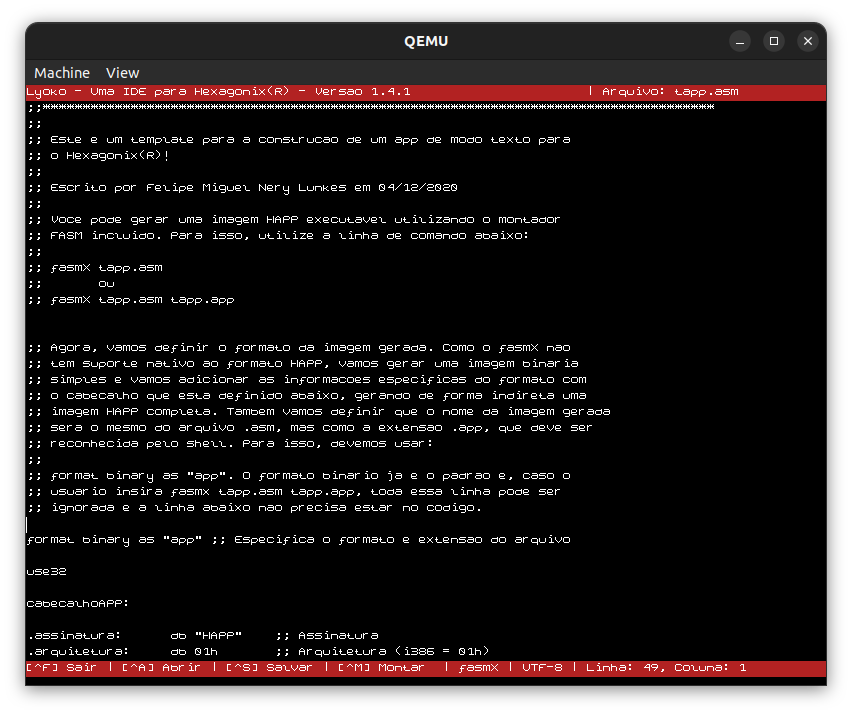 QEMU
Machine View
Lyoko - Uma IDE para Hexagonix(R) - Versao 1.4.1 | Arquivo: tapp.asm
;;************************************************************************************
;;
;; Este e um template para a construcao de um app de modo texto para
;; o Hexagonix(R)!
;;
;; Escrito por Felipe Miguel Nery Lunkes em 04/12/2020
;;
;; Voce pode gerar uma imagem HAPP executavel utilizando o montador
;; FASM incluido. Para isso, utilize a linha de comando abaixo:
;;
;; fasmX tapp.asm
;; ou
;; fasmX tapp.asm tapp.app
;; Agora, vamos definir o formato da imagem gerada. Como o fasmX nao
;; tem suporte nativo ao formato HAPP, vamos gerar uma imagem binaria
;; simples e vamos adicionar as informacoes especificas do formato com
;; o cabecalho que esta definido abaixo, gerando de forma indireta uma
;; imagem HAPP completa. Tambem vamos definir que o nome da imagem gerada
;; sera o mesmo do arquivo .asm, mas como a extensao .app, que deve ser
;; reconhecida pelo shell. Para isso, devemos usar:
;;
;; format binary as "app". O formato binario ja e o padrao e, caso o
;; usuario insira fasmx tapp.asm tapp.app, toda essa linha pode ser
;; ignorada e a linha abaixo nao precisa estar no codigo.
format binary as "app" ;; Especifica o formato e extensao do arquivo
use32
cabecalhoAPP:
.assinatura: db "HAPP" ;; Assinatura
.arquitetura: db 01h ;; Arquitetura (i386 = 01h)
[^F] Sair | [^A] Abrir | [^S] Salvar | [^M] Montar | fasmX | UTF-8 | Linha: 49, Coluna: 1